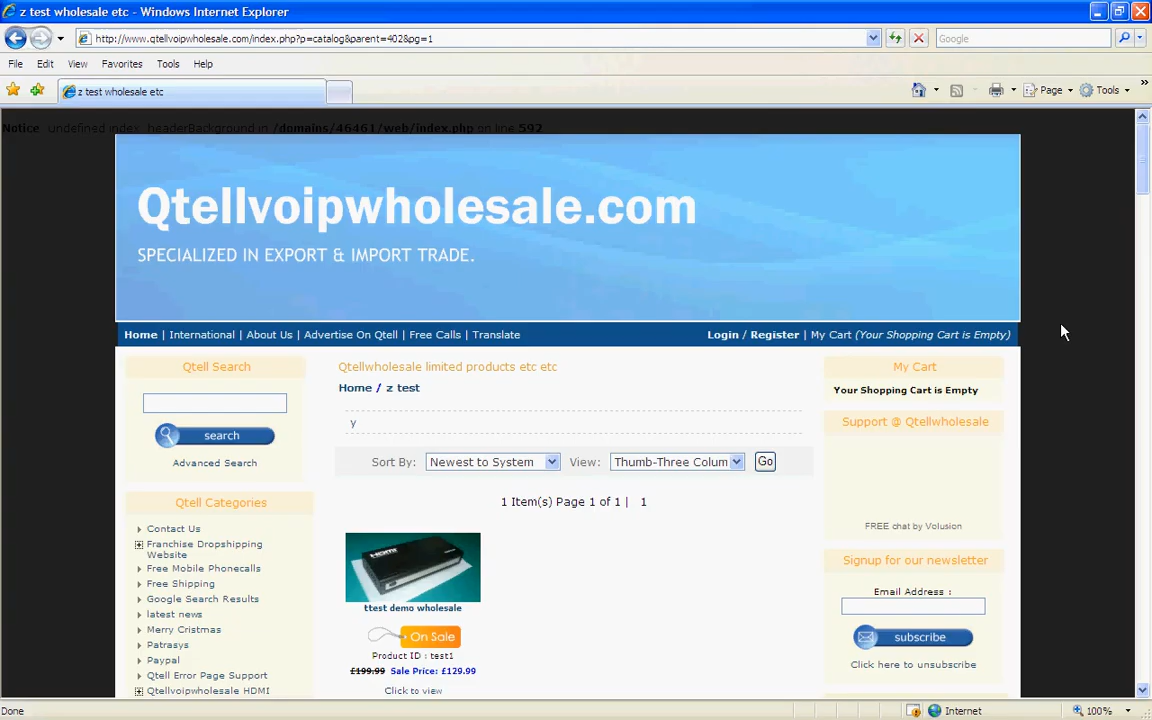 z test wholesale etc - Windows Internet Explorer
http://www.qtellvoipwholesale.com/index.php?p=catalog&parent=402&pg=1
Google
File Edit View Favorites Tools Help
z test wholesale etc
Page Tools
Notice undefined index: headerBackground in /domains/46461/web/index.php on line 592
Qtellvoipwholesale.com
SPECIALIZED IN EXPORT & IMPORT TRADE.
Home | International | About Us | Advertise On Qtell | Free Calls | Translate
Login / Register | My Cart (Your Shopping Cart is Empty)
Qtell Search
search
Advanced Search
Qtell Categories
Contact Us
Franchise Dropshipping
Website
Free Mobile Phonecalls
Free Shipping
Google Search Results
latest news
Merry Cristmas
Patrasys
Paypal
Qtell Error Page Support
Qtellvoipwholesale HDMI
Qtellwholesale limited products etc etc
Home / z test
y
Sort By: Newest to System View: Thumb-Three Colum Go
1 Item(s) Page 1 of 1 | 1
HDMI
ttest demo wholesale
On Sale
Product ID : test1
£199.99 Sale Price: £129.99
Click to view
My Cart
Your Shopping Cart is Empty
Support @ Qtellwholesale
FREE chat by Volusion
Signup for our newsletter
Email Address :
subscribe
Click here to unsubscribe
Done
Internet
100%